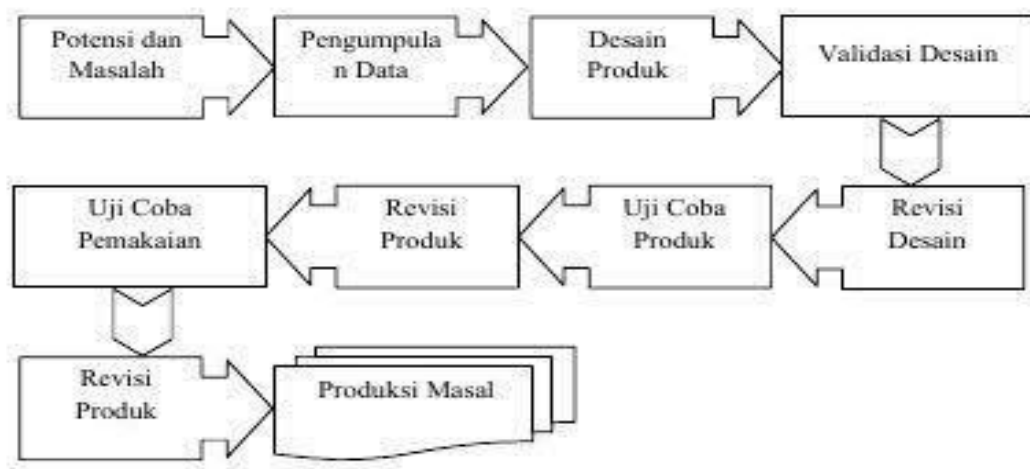 Potensi dan
Masalah
Pengumpula
n Data
Desain
Produk
Validasi Desain
Uji Coba
Pemakaian
Revisi
Produk
Uji Coba
Produk
Revisi
Desain
Revisi
Produk
Produksi Masal